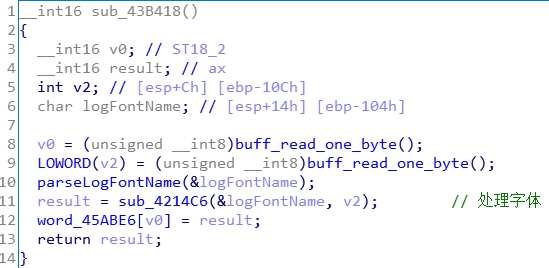 1 __int16 sub_43B418()
2 {
3   __int16 v0; // ST18_2
4   __int16 result; // ax
5   int v2; // [esp+Ch] [ebp-10Ch]
6   char logFontName; // [esp+14h] [ebp-104h]
7
8   v0 = (unsigned __int8)buff_read_one_byte();
9   LOWORD(v2) = (unsigned __int8)buff_read_one_byte();
10   parseLogFontName(&logFontName);
11   result = sub_4214C6(&logFontName, v2);         // 处理字体
12   word_45ABE6[v0] = result;
13   return result;
14 }